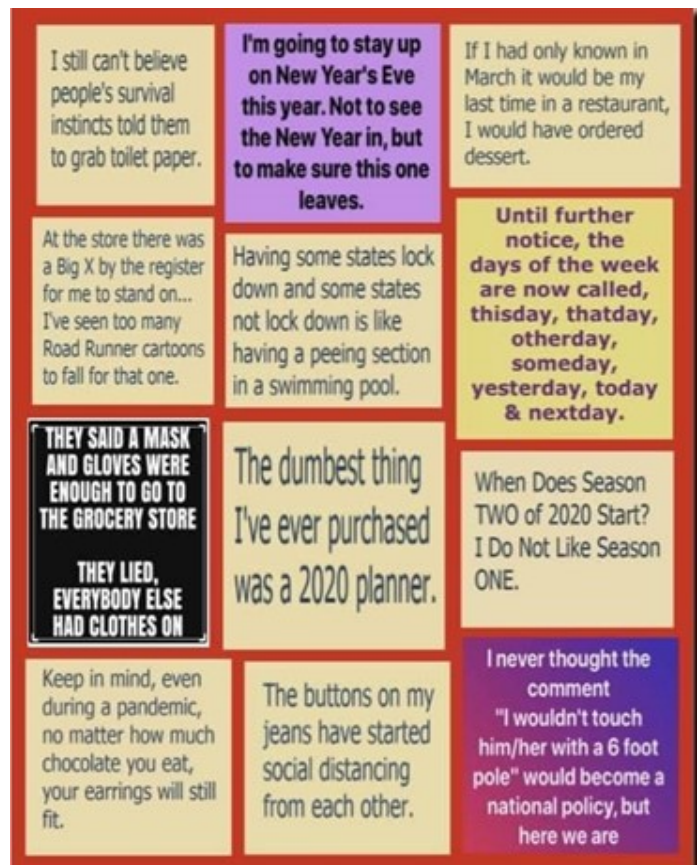 I still can't believe
people's survival
instincts told them
to grab toilet paper.
I'm going to stay up
on New Year's Eve
this year. Not to see
the New Year in, but
to make sure this one
leaves.
If I had only known in
March it would be my
last time in a restaurant,
I would have ordered
dessert.
At the store there was
a Big X by the register
for me to stand on...
I've seen too many
Road Runner cartoons
to fall for that one.
Having some states lock
down and some states
not lock down is like
having a peeing section
in a swimming pool.
Until further
notice, the
days of the week
are now called,
thisday, thatday,
otherday,
someday,
yesterday, today
& nextday.
THEY SAID A MASK
AND GLOVES WERE
ENOUGH TO GO TO
THE GROCERY STORE
THEY LIED,
EVERYBODY ELSE
HAD CLOTHES ON
The dumbest thing
I've ever purchased
was a 2020 planner.
When Does Season
TWO of 2020 Start?
I Do Not Like Season
ONE.
Keep in mind, even
during a pandemic,
no matter how much
chocolate you eat,
your earrings will still
fit.
The buttons on my
jeans have started
social distancing
from each other.
I never thought the
comment
"I wouldn't touch
him/her with a 6 foot
pole" would become a
national policy, but
here we are